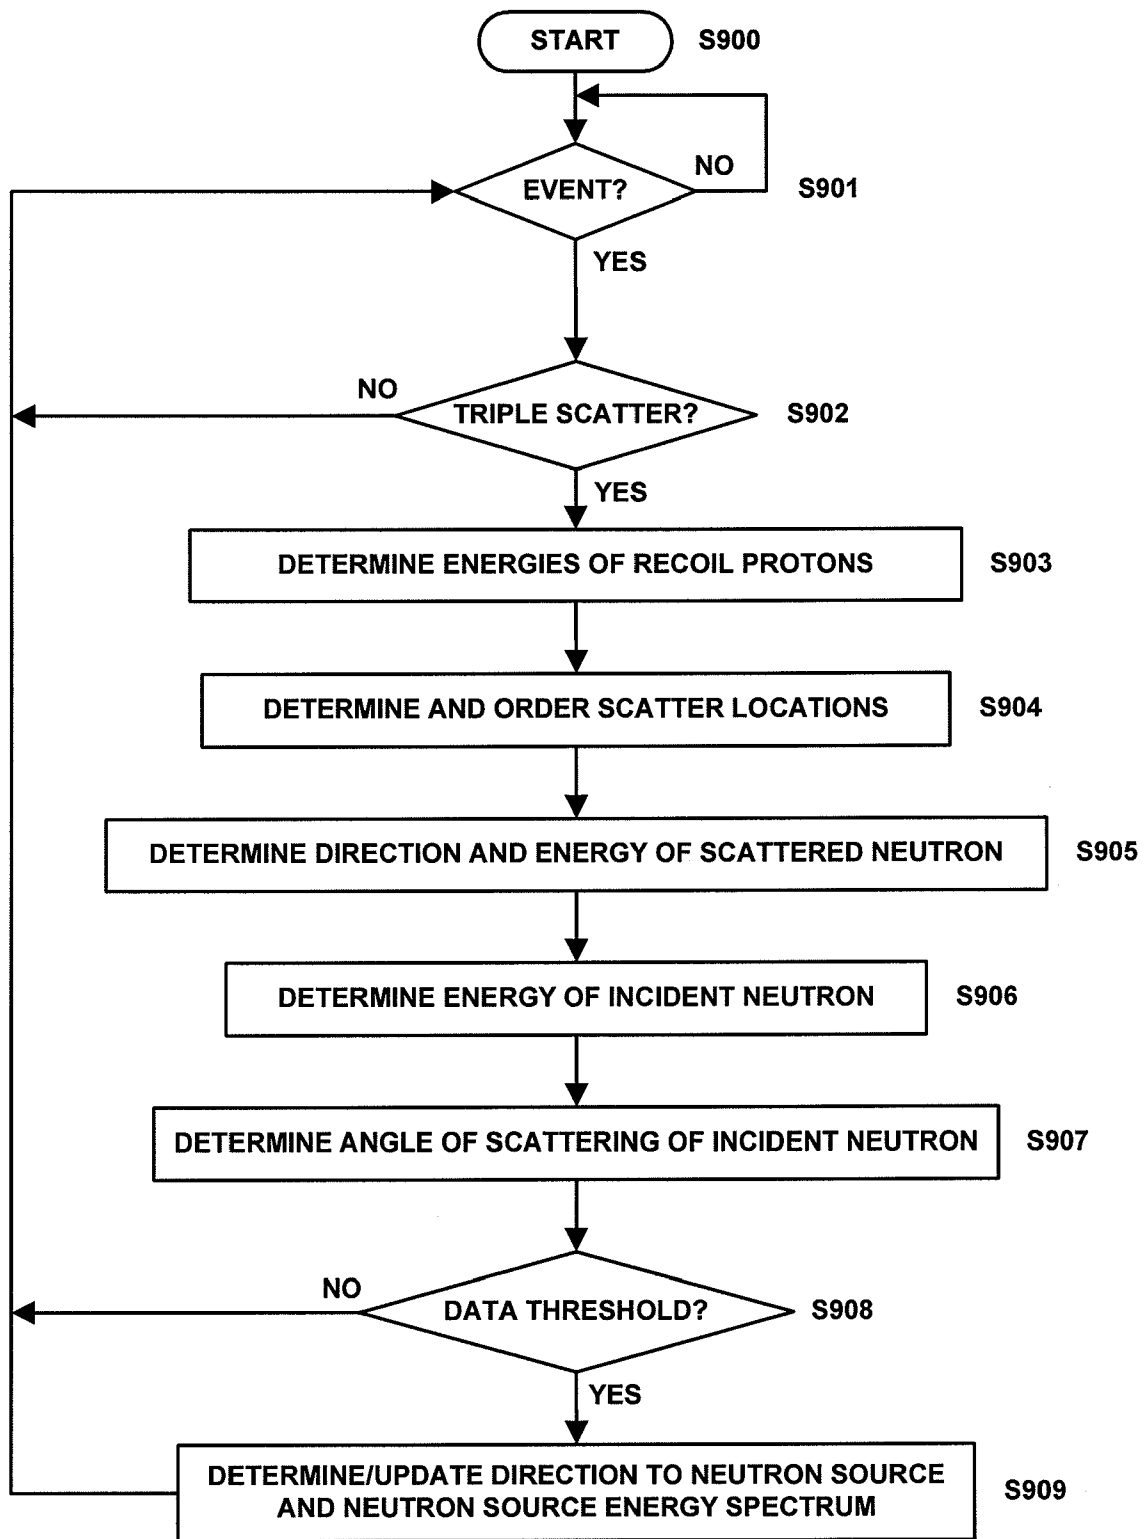 START S900
EVENT? NO S901
YES
NO
TRIPLE SCATTER? S902
YES
DETERMINE ENERGIES OF RECOIL PROTONS S903
DETERMINE AND ORDER SCATTER LOCATIONS S904
DETERMINE DIRECTION AND ENERGY OF SCATTERED NEUTRON S905
DETERMINE ENERGY OF INCIDENT NEUTRON S906
DETERMINE ANGLE OF SCATTERING OF INCIDENT NEUTRON S907
NO
DATA THRESHOLD? S908
YES
DETERMINE/UPDATE DIRECTION TO NEUTRON SOURCE
AND NEUTRON SOURCE ENERGY SPECTRUM S909